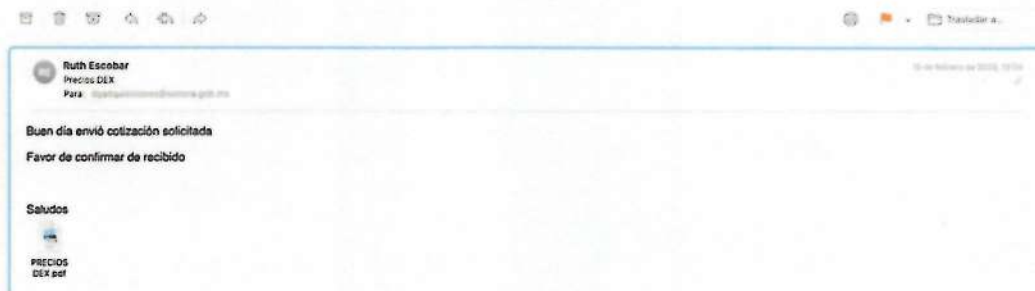 Trasladar a...
Ruth Escobar
Precios DEX
Para:
Buen día envió cotización solicitada
Favor de confirmar de recibido
Saludos
PRECIOS
DEX.pdf